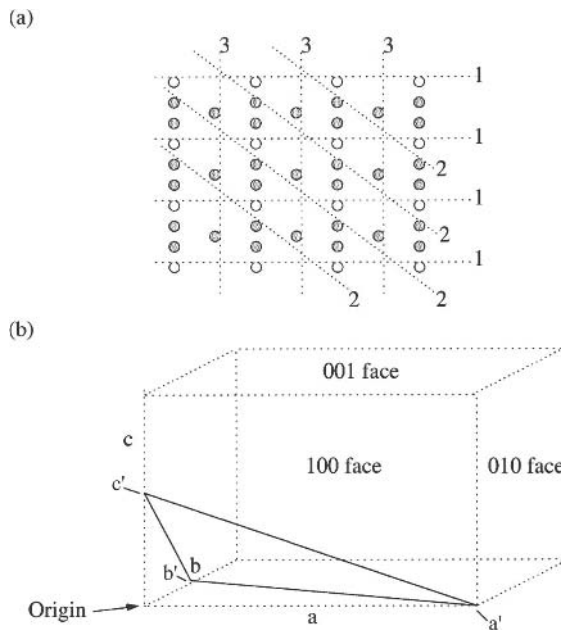 (a)
3 3 3
1
1
2
1
2
1
2 2
(b)
001 face
c
100 face 010 face
c'
b' b
Origin
a
a'